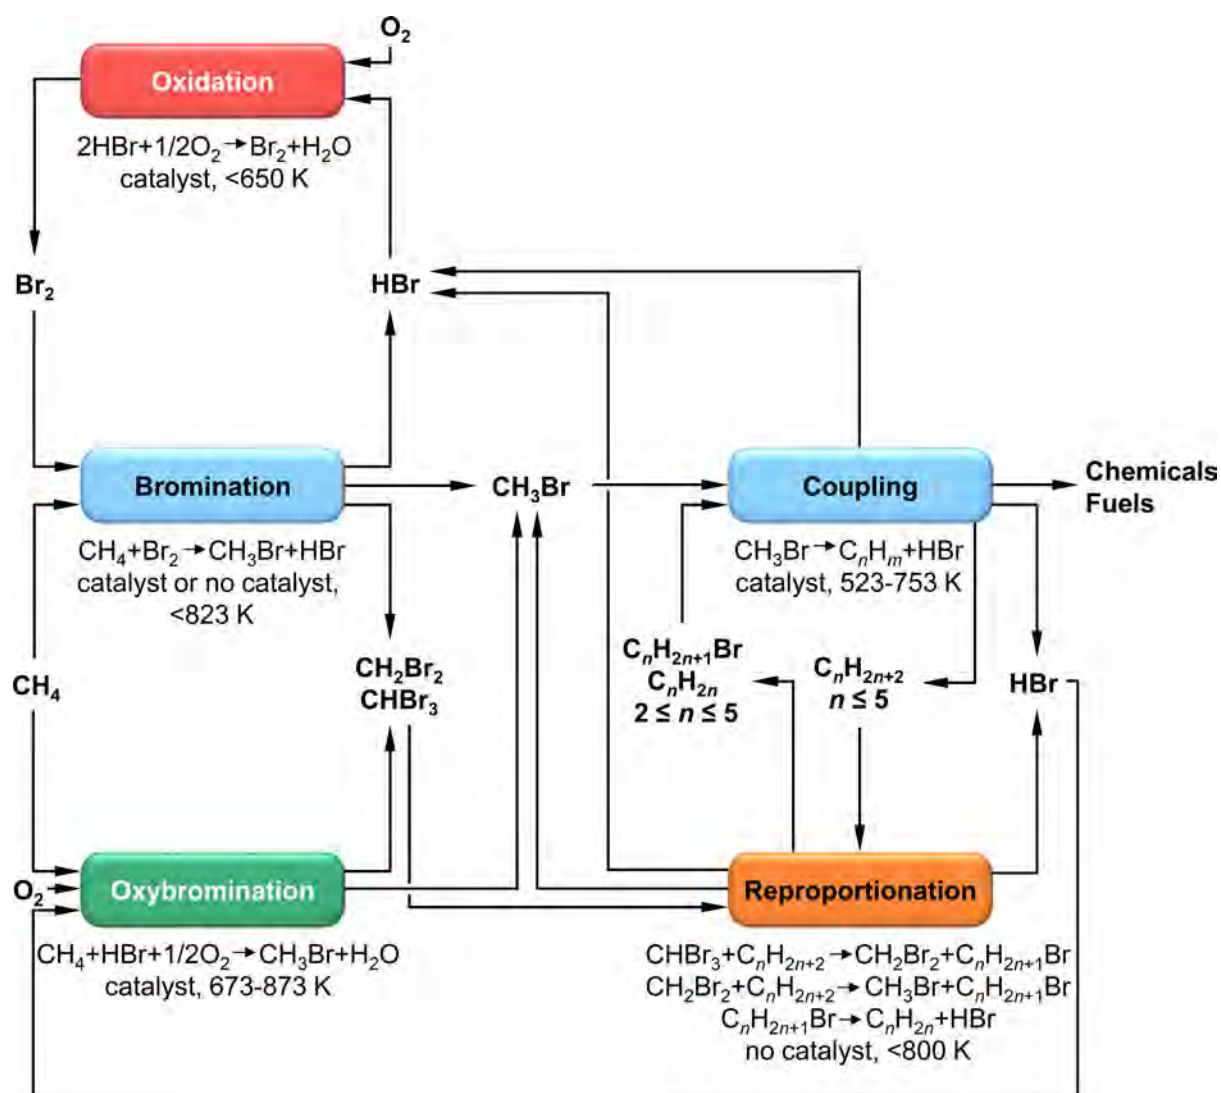 O₂
Oxidation
2HBr+1/2O₂→Br₂+H₂O
catalyst, <650 K
Br₂
HBr
Bromination
CH₄+Br₂→CH₃Br+HBr
catalyst or no catalyst,
<823 K
CH₃Br
Coupling
CH₃Br→CₙHₘ+HBr
catalyst, 523-753 K
Chemicals
Fuels
CH₄
CH₂Br₂
CHBr₃
CₙH₂ₙ₊₁Br
CₙH₂ₙ
2 ≤ n ≤ 5
CₙH₂ₙ₊₂
n ≤ 5
HBr
O₂
Oxybromination
CH₄+HBr+1/2O₂→CH₃Br+H₂O
catalyst, 673-873 K
Reproportionation
CHBr₃+CₙH₂ₙ₊₂→CH₂Br₂+CₙH₂ₙ₊₁Br
CH₂Br₂+CₙH₂ₙ₊₂→CH₃Br+CₙH₂ₙ₊₁Br
CₙH₂ₙ₊₁Br→CₙH₂ₙ+HBr
no catalyst, <800 K